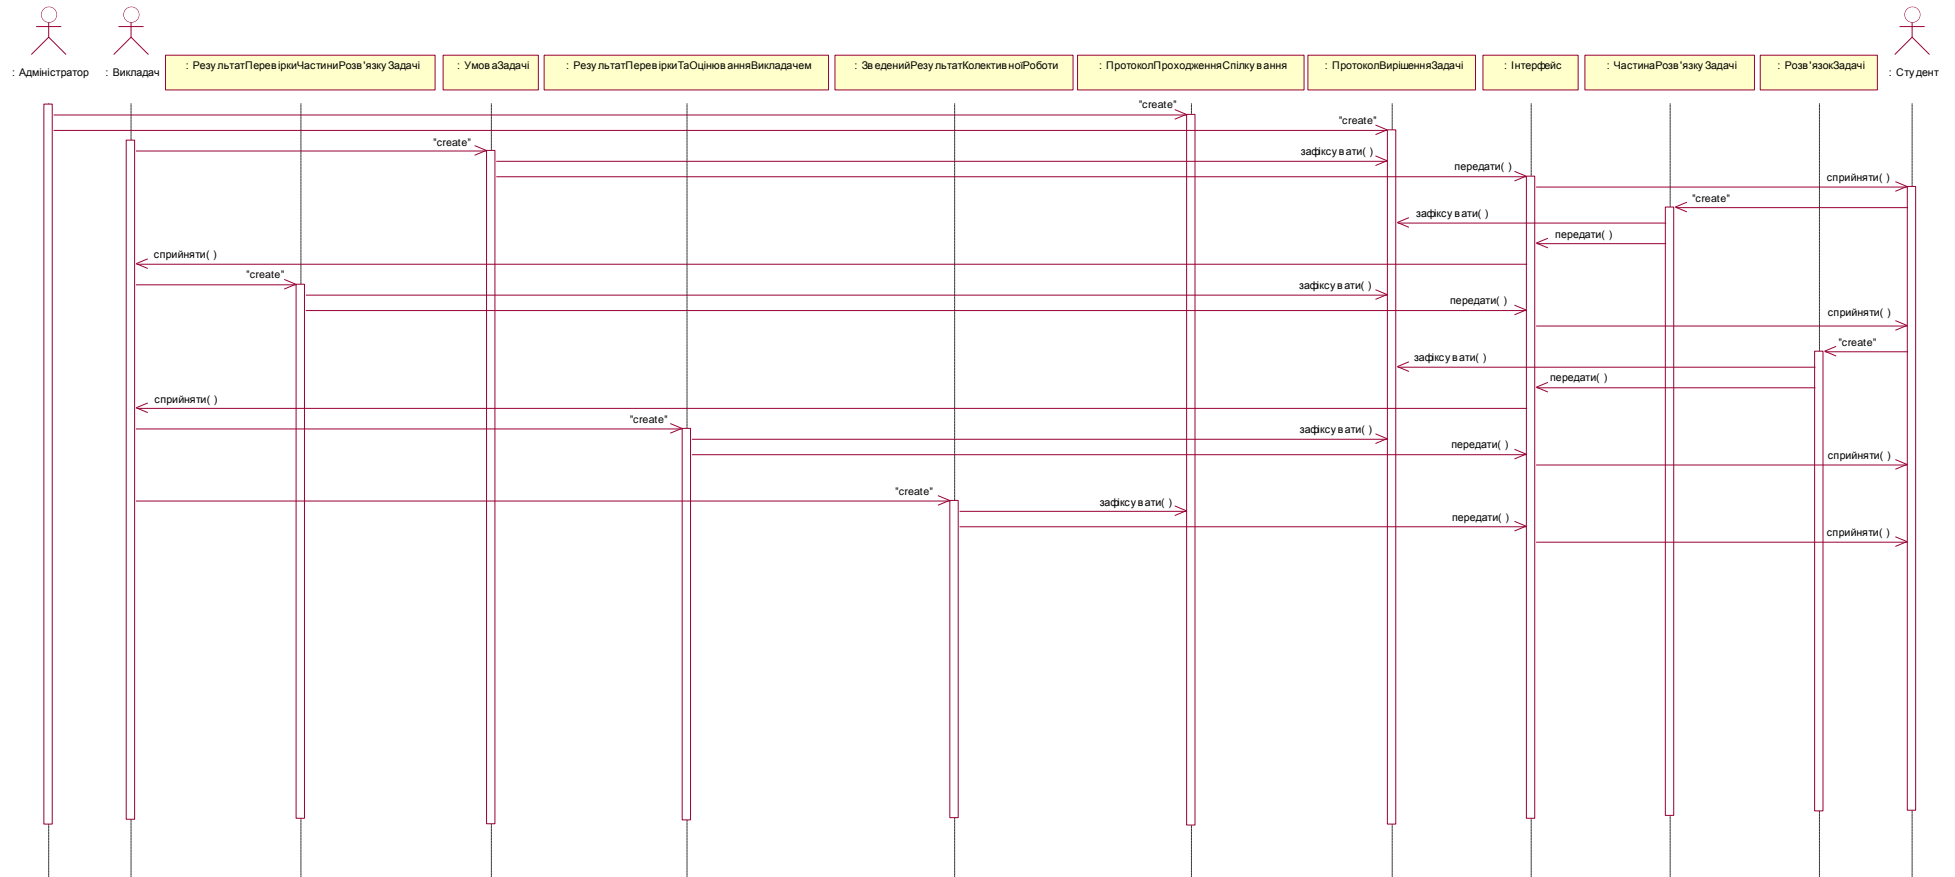 : Адміністратор
: Викладач
: РезультатПеревіркиЧастиниРозв'язкуЗадачі
: УмоваЗадачі
: РезультатПеревіркиТаОцінюванняВикладачем
: ЗведенийРезультатКолективноїРоботи
: ПротоколПроходженняСпілкування
: ПротоколВирішенняЗадачі
: Інтерфейс
: ЧастинаРозв'язкуЗадачі
: Розв'язокЗадачі
: Студент
"create"
"create"
"create"
зафіксувати( )
передати( )
сприйняти( )
"create"
зафіксувати( )
передати( )
сприйняти( )
"create"
зафіксувати( )
передати( )
сприйняти( )
"create"
зафіксувати( )
передати( )
сприйняти( )
"create"
зафіксувати( )
передати( )
сприйняти( )
"create"
зафіксувати( )
передати( )
сприйняти( )